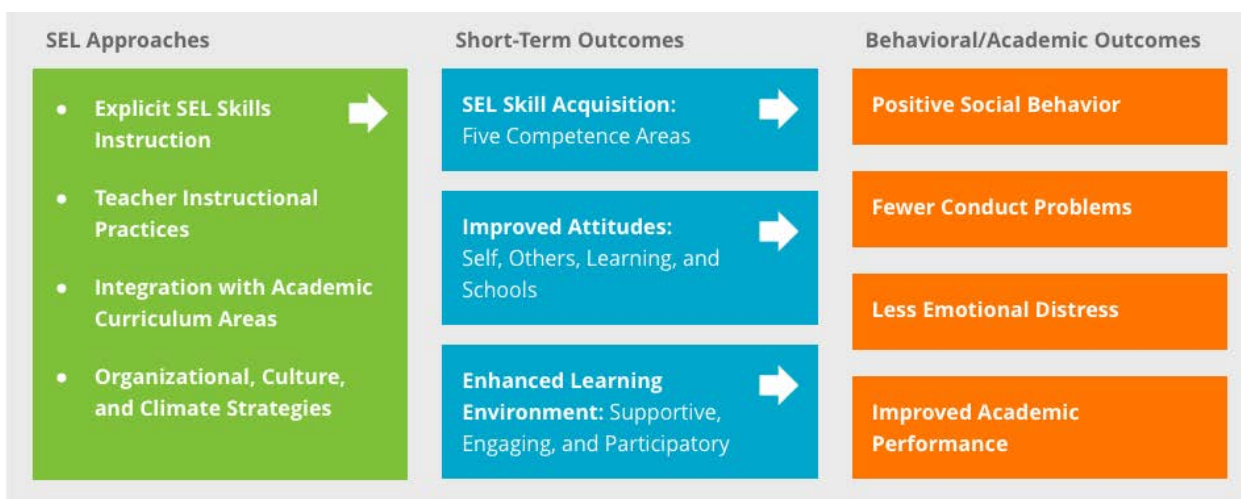 SEL Approaches
● Explicit SEL Skills
Instruction
● Teacher Instructional
Practices
● Integration with Academic
Curriculum Areas
● Organizational, Culture,
and Climate Strategies
Short-Term Outcomes
SEL Skill Acquisition:
Five Competence Areas
Improved Attitudes:
Self, Others, Learning, and
Schools
Enhanced Learning
Environment: Supportive,
Engaging, and Participatory
Behavioral/Academic Outcomes
Positive Social Behavior
Fewer Conduct Problems
Less Emotional Distress
Improved Academic
Performance